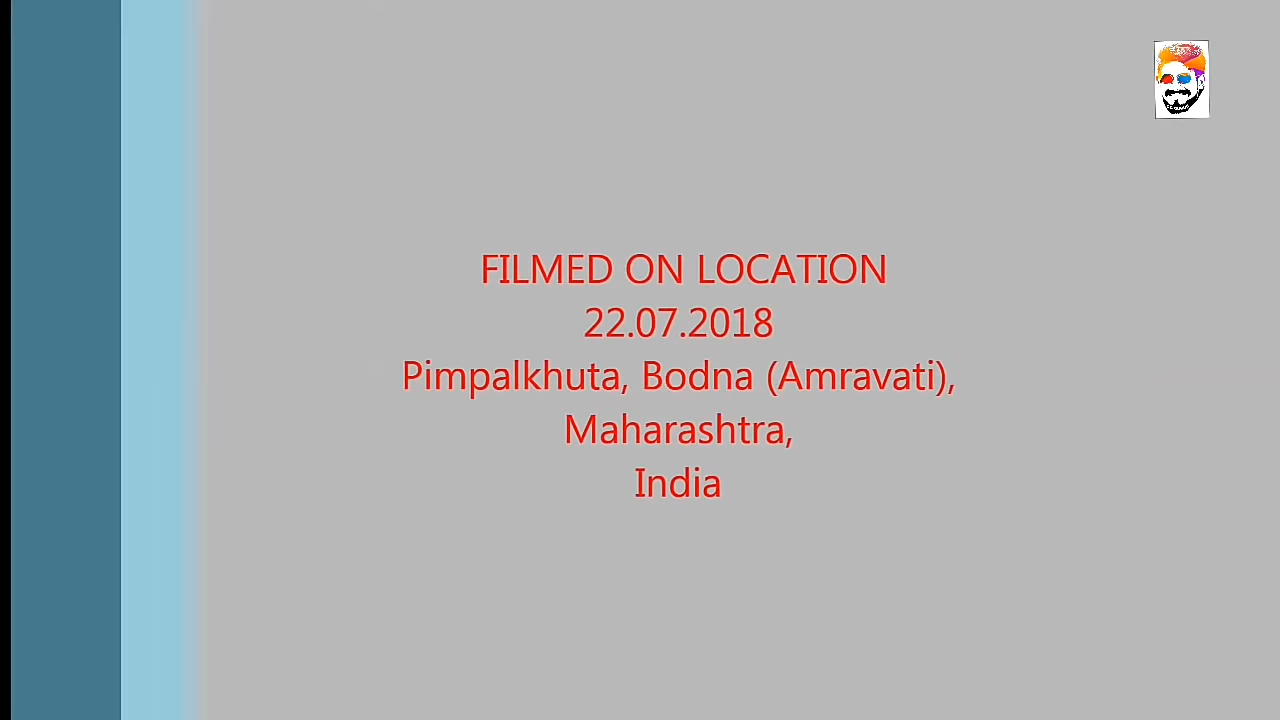 FILMED ON LOCATION
22.07.2018
Pimpalkhuta, Bodna (Amravati),
Maharashtra,
India